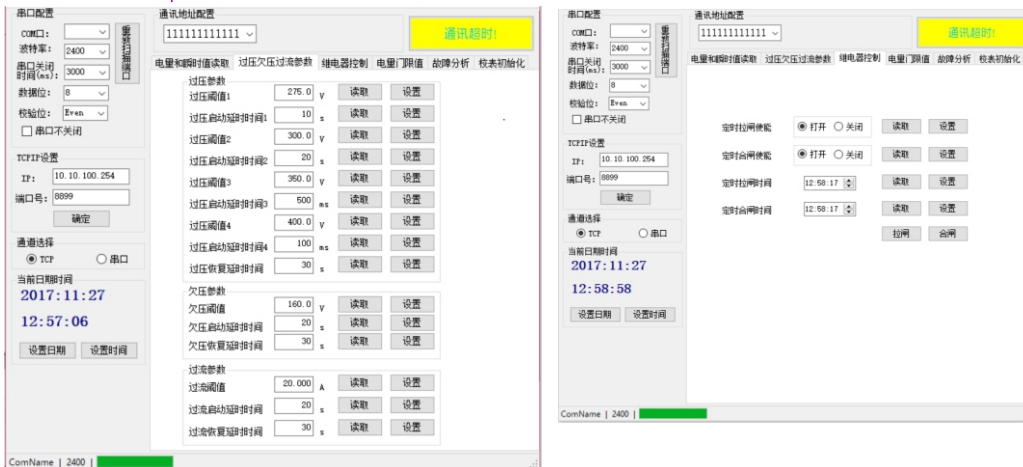 串口配置
COM口:
波特率: 2400
串口关闭
时间(ms): 3000
数据位: 8
校验位: Even
串口不关闭
重新扫描端口
TCPIP设置
IP: 10.10.100.254
端口号: 8899
确定
通道选择
TCP 串口
当前日期时间
2017:11:27
12:57:06
设置日期 设置时间
通讯地址配置
111111111111
通讯超时!
电量和瞬时值读取 过压欠压过流参数 继电器控制 电量门限值 故障分析 校表初始化
过压参数
过压阈值1 275.0 V 读取 设置
过压启动延时时间1 10 s 读取 设置
过压阈值2 300.0 V 读取 设置
过压启动延时时间2 20 s 读取 设置
过压阈值3 350.0 V 读取 设置
过压启动延时时间3 500 ms 读取 设置
过压阈值4 400.0 V 读取 设置
过压启动延时时间4 100 ms 读取 设置
过压恢复延时时间 30 s 读取 设置
欠压参数
欠压阈值 160.0 V 读取 设置
欠压启动延时时间 20 s 读取 设置
欠压恢复延时时间 30 s 读取 设置
过流参数
过流阈值 20.000 A 读取 设置
过流启动延时时间 20 s 读取 设置
过流恢复延时时间 30 s 读取 设置
ComName | 2400 |
串口配置
COM口:
波特率: 2400
串口关闭
时间(ms): 3000
数据位: 8
校验位: Even
串口不关闭
重新扫描端口
TCPIP设置
IP: 10.10.100.254
端口号: 8899
确定
通道选择
TCP 串口
当前日期时间
2017:11:27
12:58:58
设置日期 设置时间
通讯地址配置
111111111111
通讯超时!
电量和瞬时值读取 过压欠压过流参数 继电器控制 电量门限值 故障分析 校表初始化
定时拉闸使能 打开 关闭 读取 设置
定时合闸使能 打开 关闭 读取 设置
定时拉闸时间 12:58:17 读取 设置
定时合闸时间 12:58:17 读取 设置
拉闸 合闸
ComName | 2400 |